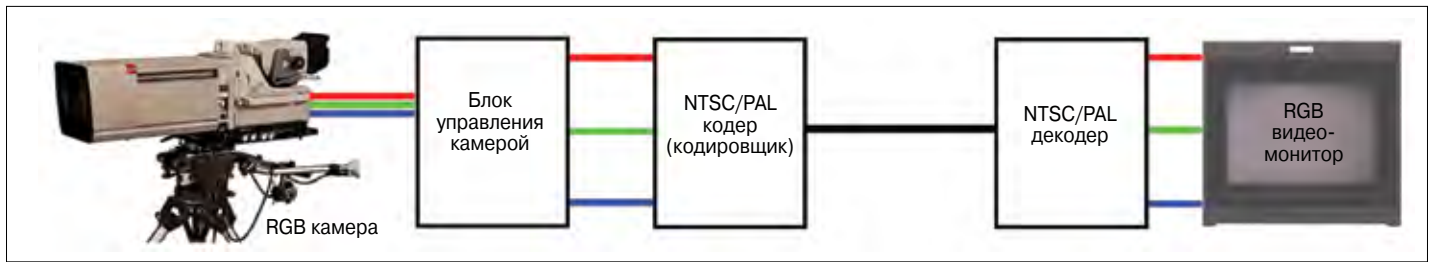 RGB камера
Блок
управления
камерой
NTSC/PAL
кодер
(кодировщик)
NTSC/PAL
декодер
RGB
видео-
монитор